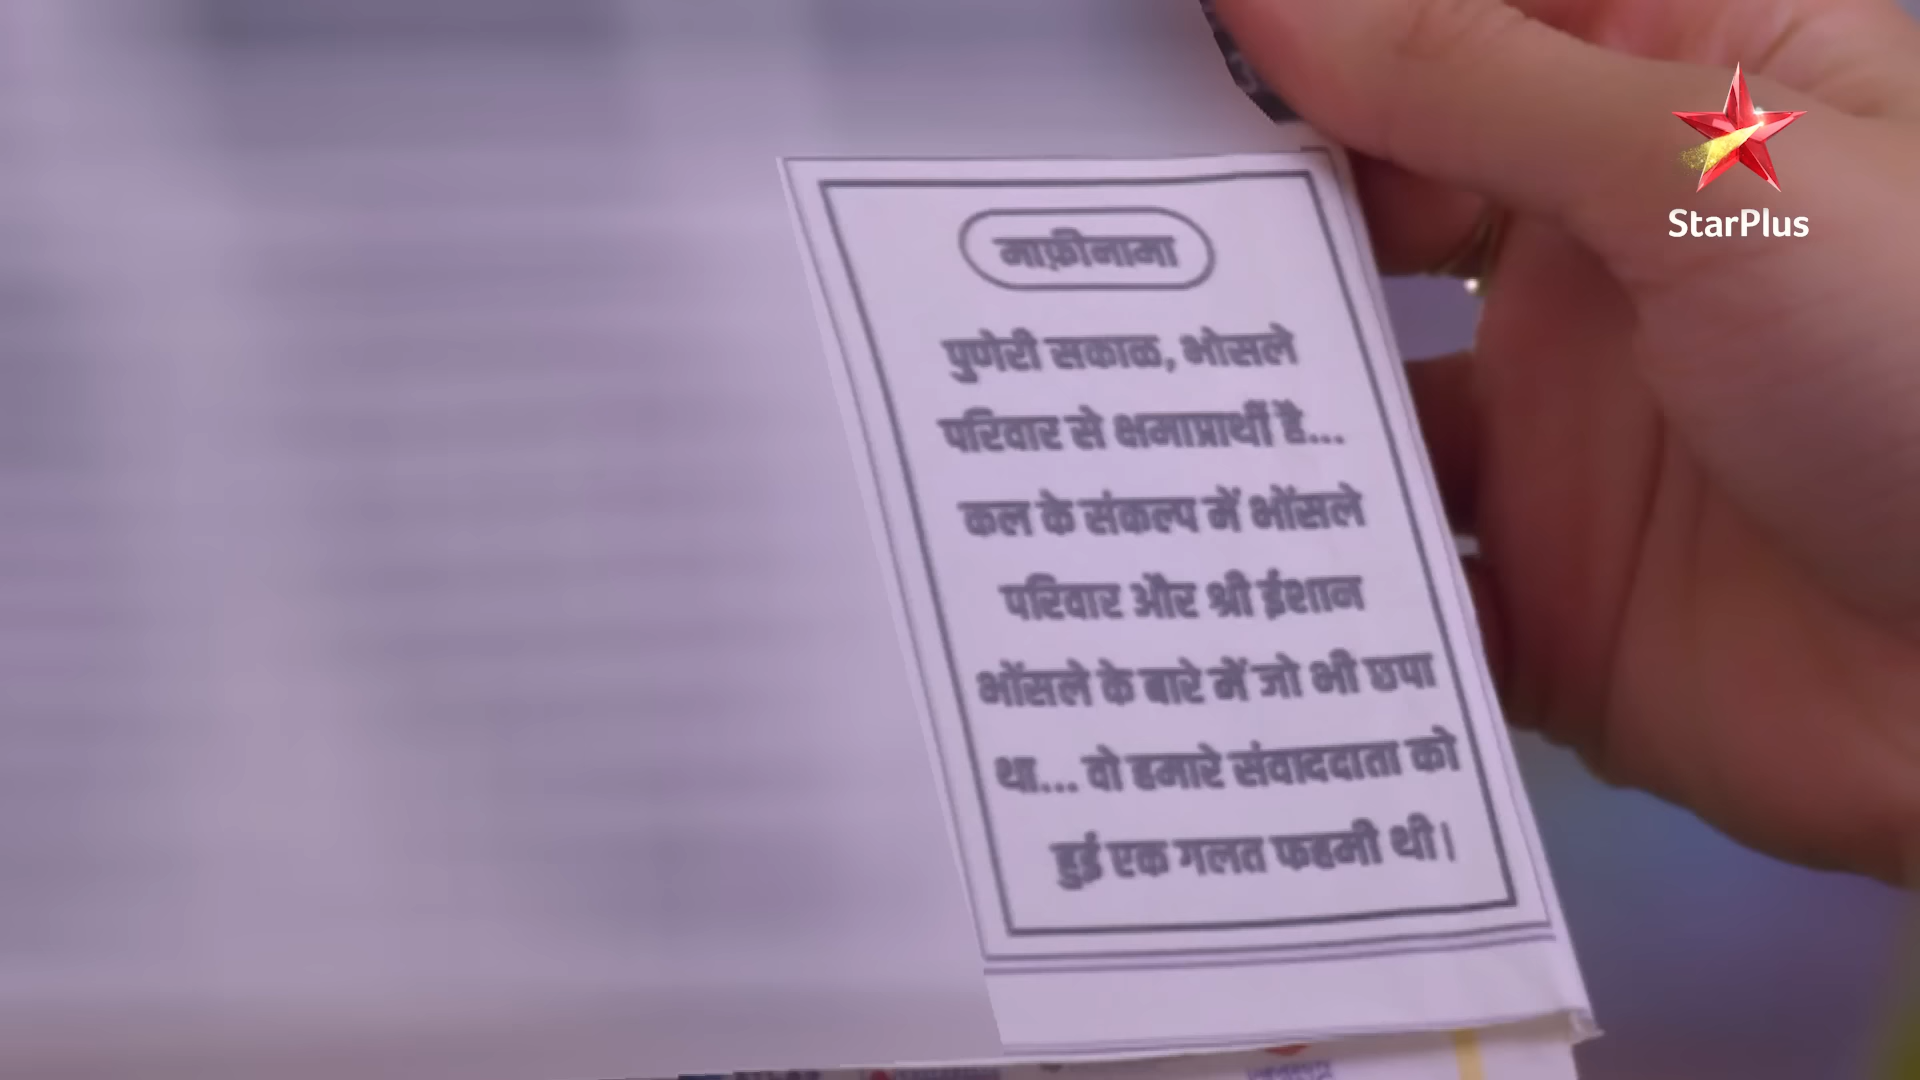 StarPlus
माफ़ीनामा
पुणेरी सकाळ, भोसले
परिवार से क्षमाप्रार्थी है...
कल के संकल्प में भोंसले
परिवार और श्री ईशान
भोंसले के बारे में जो भी छपा
था... वो हमारे संवाददाता को
हुई एक गलत फहमी थी।